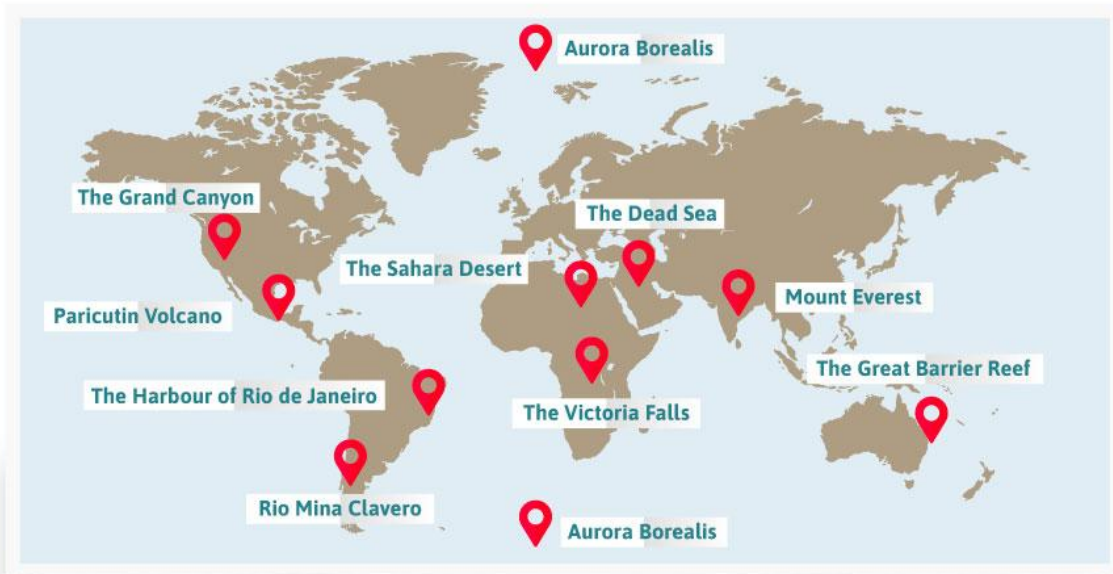 Aurora Borealis
The Grand Canyon
The Dead Sea
The Sahara Desert
Mount Everest
Paricutin Volcano
The Great Barrier Reef
The Harbour of Rio de Janeiro
The Victoria Falls
Rio Mina Clavero
Aurora Borealis